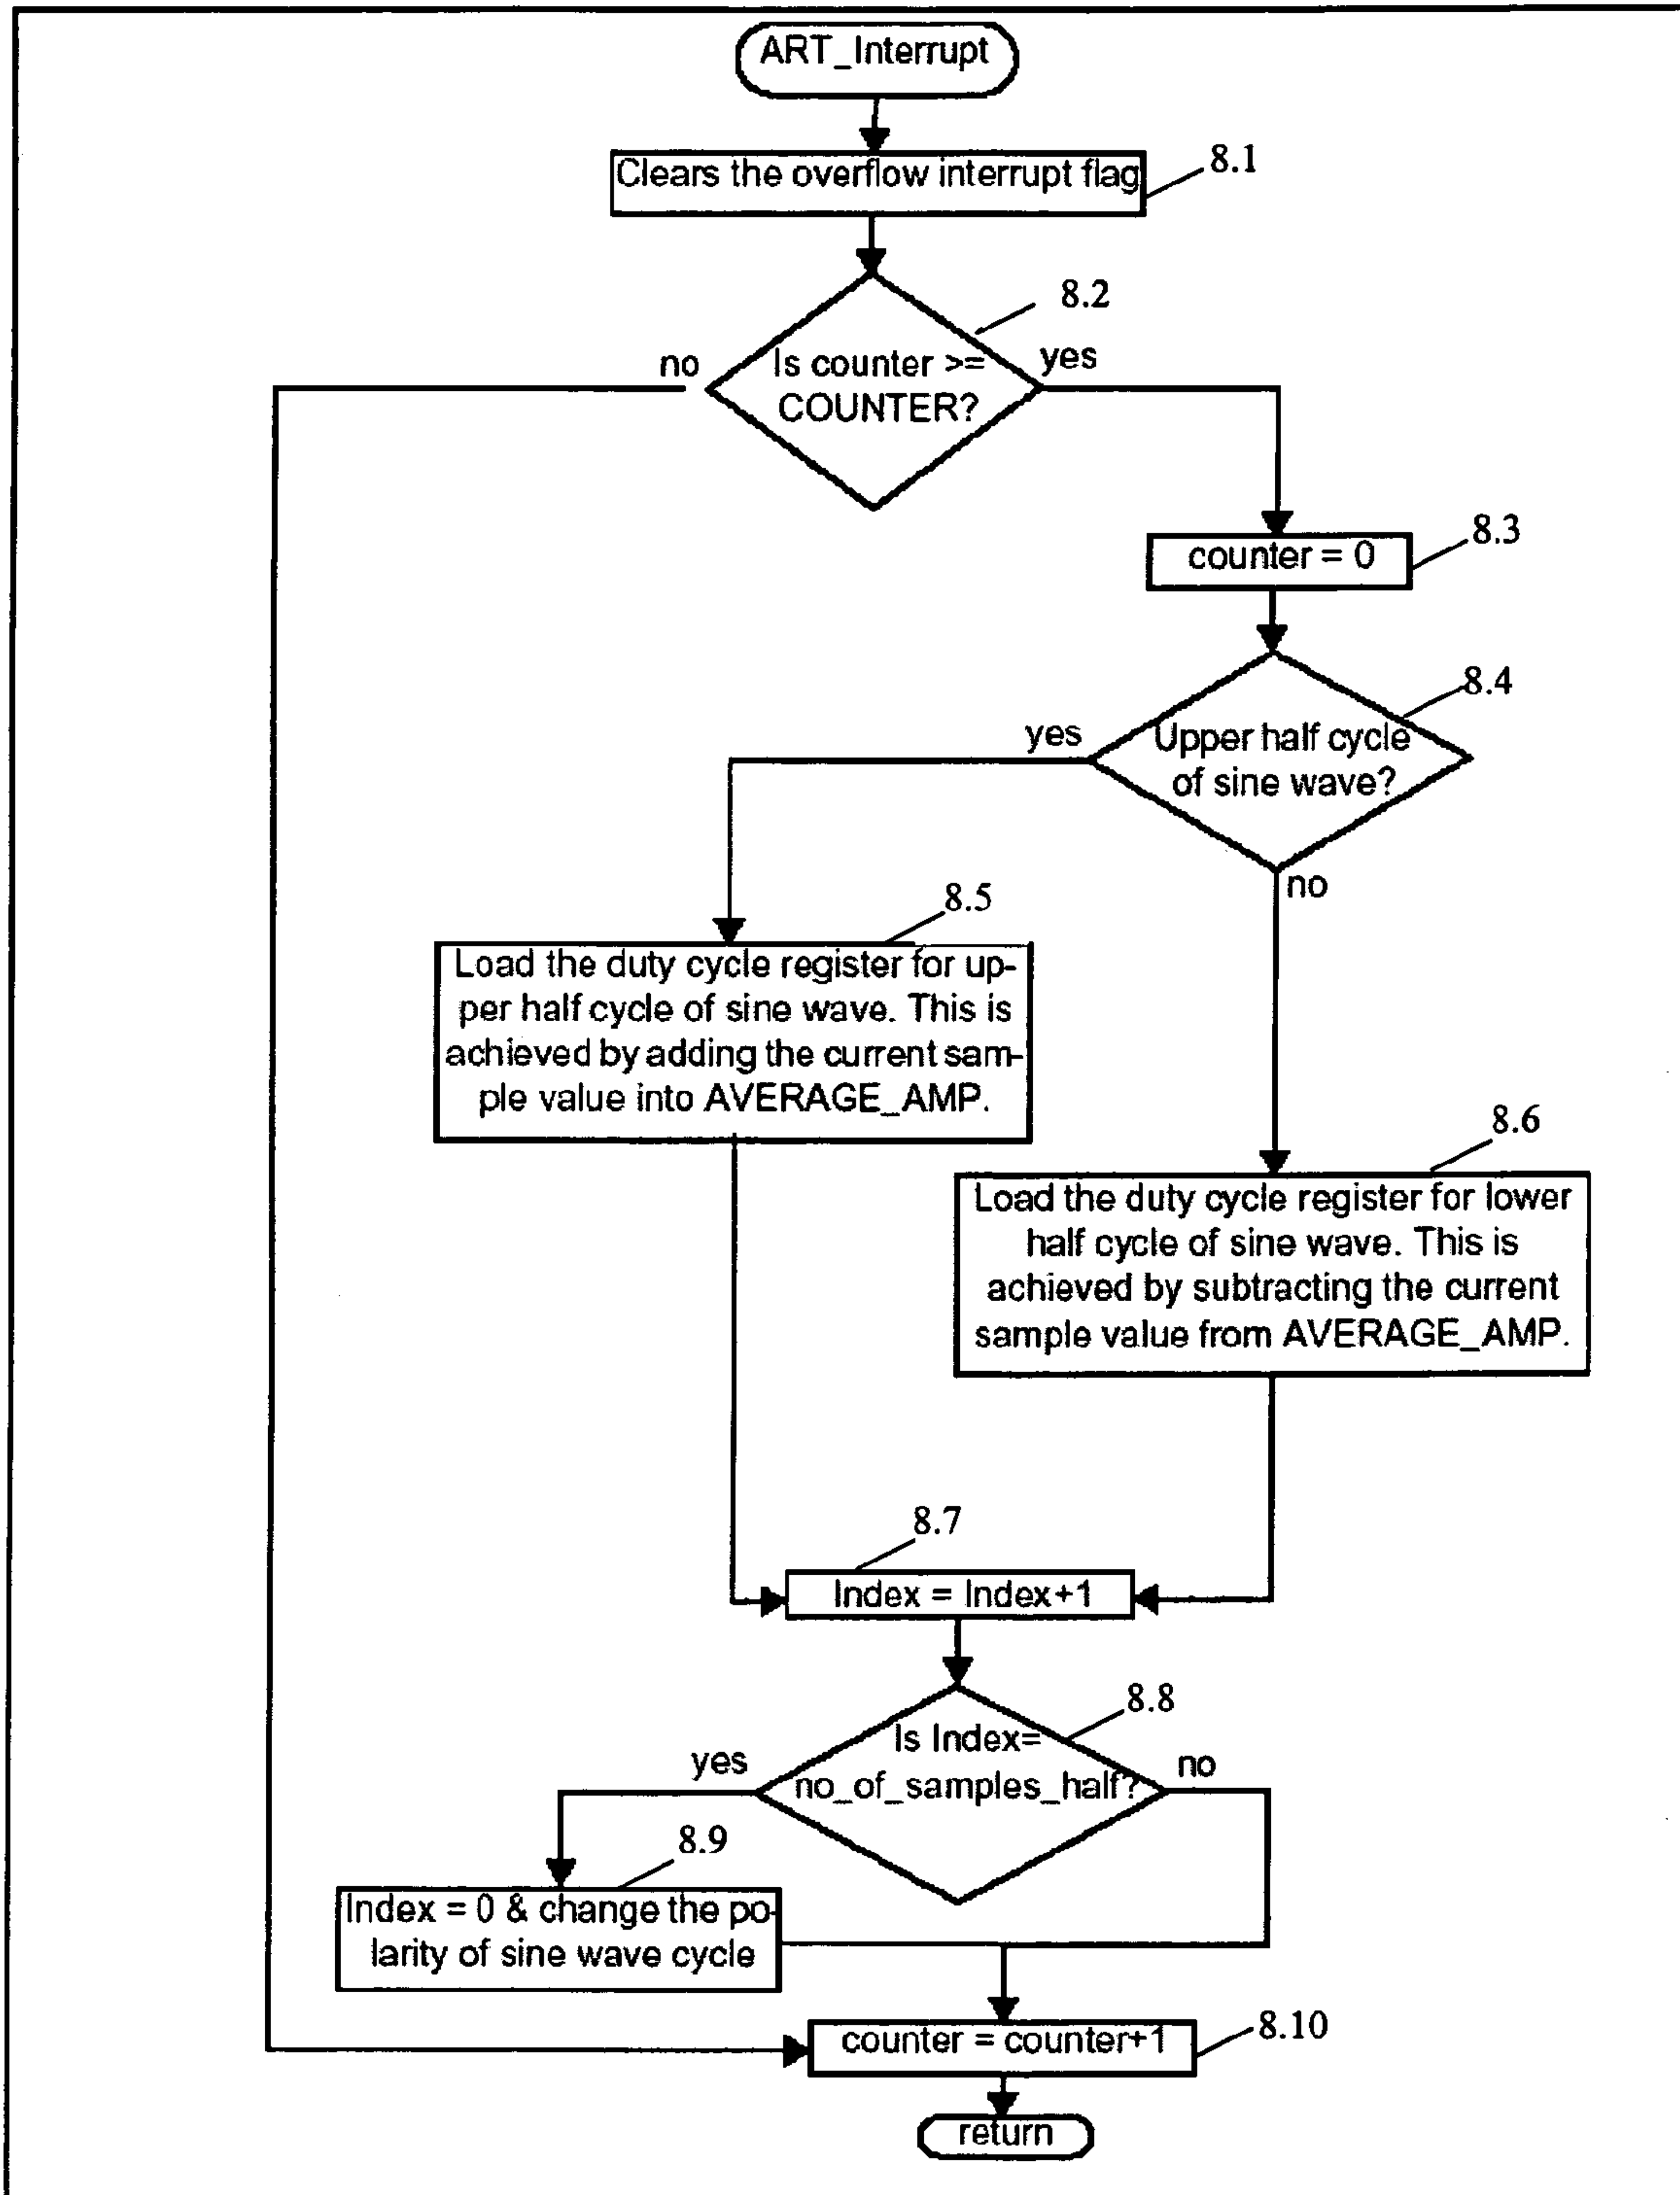 ART_Interrupt
Clears the overflow interrupt flag
8.1
8.2
no
Is counter >=
yes
COUNTER?
8.3
counter = 0
8.4
yes
Upper half cycle
of sine wave?
no
8.5
Load the duty cycle register for up-
per half cycle of sine wave. This is
achieved by adding the current sam-
ple value into AVERAGE_AMP.
8.6
Load the duty cycle register for lower
half cycle of sine wave. This is
achieved by subtracting the current
sample value from AVERAGE_AMP.
8.7
Index = Index+1
8.8
Is Index=
yes
no
no_of_samples_half?
8.9
Index = 0 & change the po-
larity of sine wave cycle
counter = counter+1
8.10
return